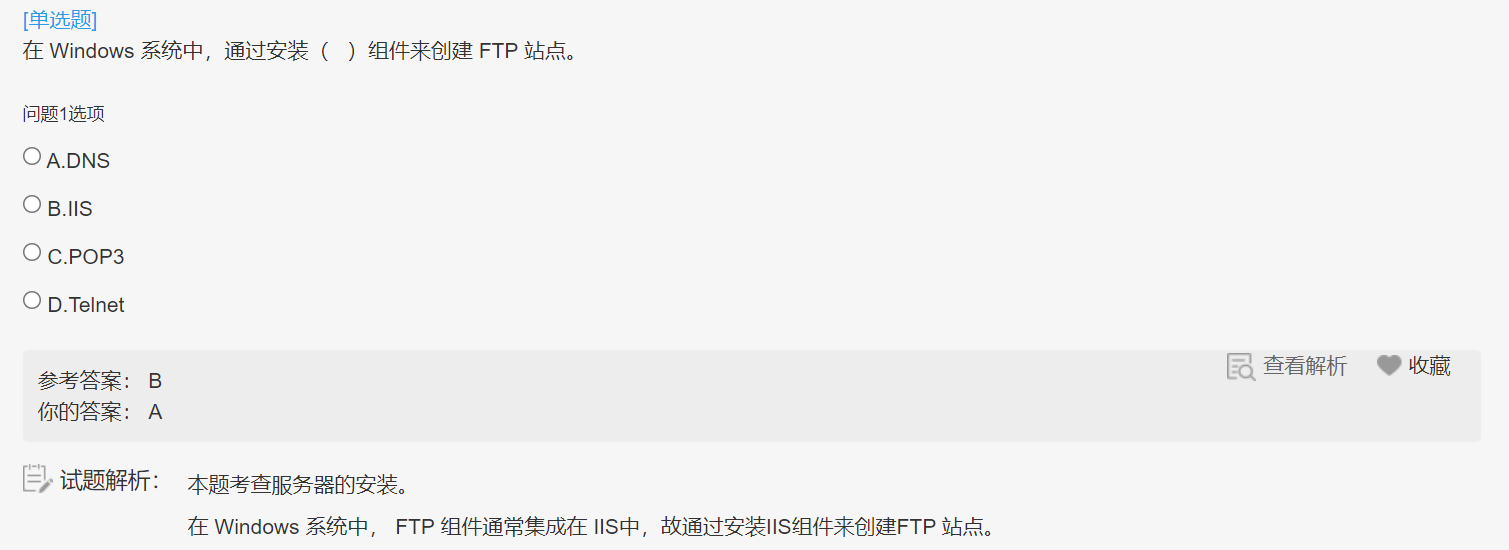 [单选题]
在 Windows 系统中，通过安装（　）组件来创建 FTP 站点。
问题1选项
A.DNS
B.IIS
C.POP3
D.Telnet
查看解析 收藏
参考答案： B
你的答案： A
试题解析： 本题考查服务器的安装。
在 Windows 系统中， FTP 组件通常集成在 IIS中，故通过安装IIS组件来创建FTP 站点。